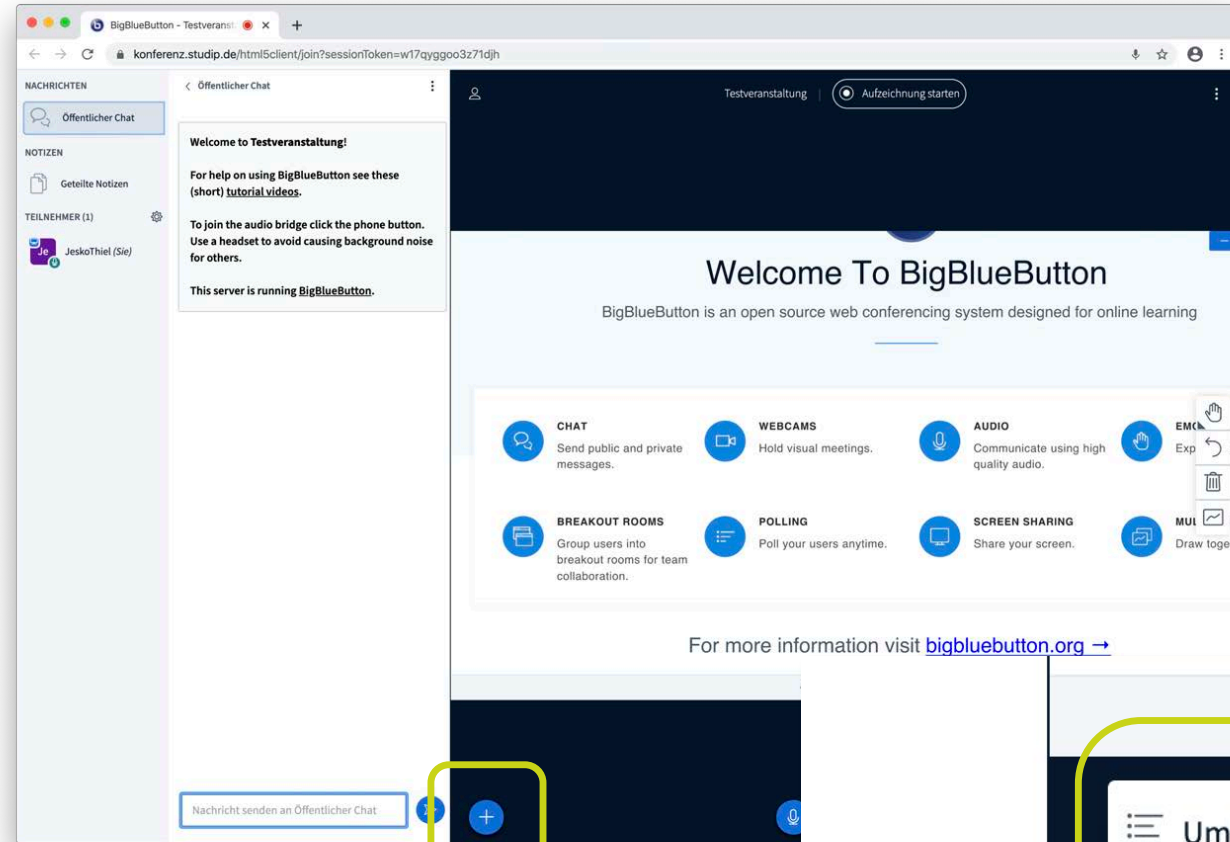 BigBlueButton - Testveranst
konferenz.studip.de/html5client/join?sessionToken=w17qyggoo3z71djh
NACHRICHTEN
Öffentlicher Chat
NOTIZEN
Geteilte Notizen
TEILNEHMER (1)
Je
JeskoThiel (Sie)
Öffentlicher Chat
Welcome to Testveranstaltung!
For help on using BigBlueButton see these
(short) tutorial videos.
To join the audio bridge click the phone button.
Use a headset to avoid causing background noise
for others.
This server is running BigBlueButton.
Nachricht senden an Öffentlicher Chat
Testveranstaltung | Aufzeichnung starten
Welcome To BigBlueButton
BigBlueButton is an open source web conferencing system designed for online learning
CHAT
Send public and private
messages.
WEBCAMS
Hold visual meetings.
AUDIO
Communicate using high
quality audio.
Exp
BREAKOUT ROOMS
Group users into
breakout rooms for team
collaboration.
POLLING
Poll your users anytime.
SCREEN SHARING
Share your screen.
MUL
Draw toge
For more information visit bigbluebutton.org →
Um